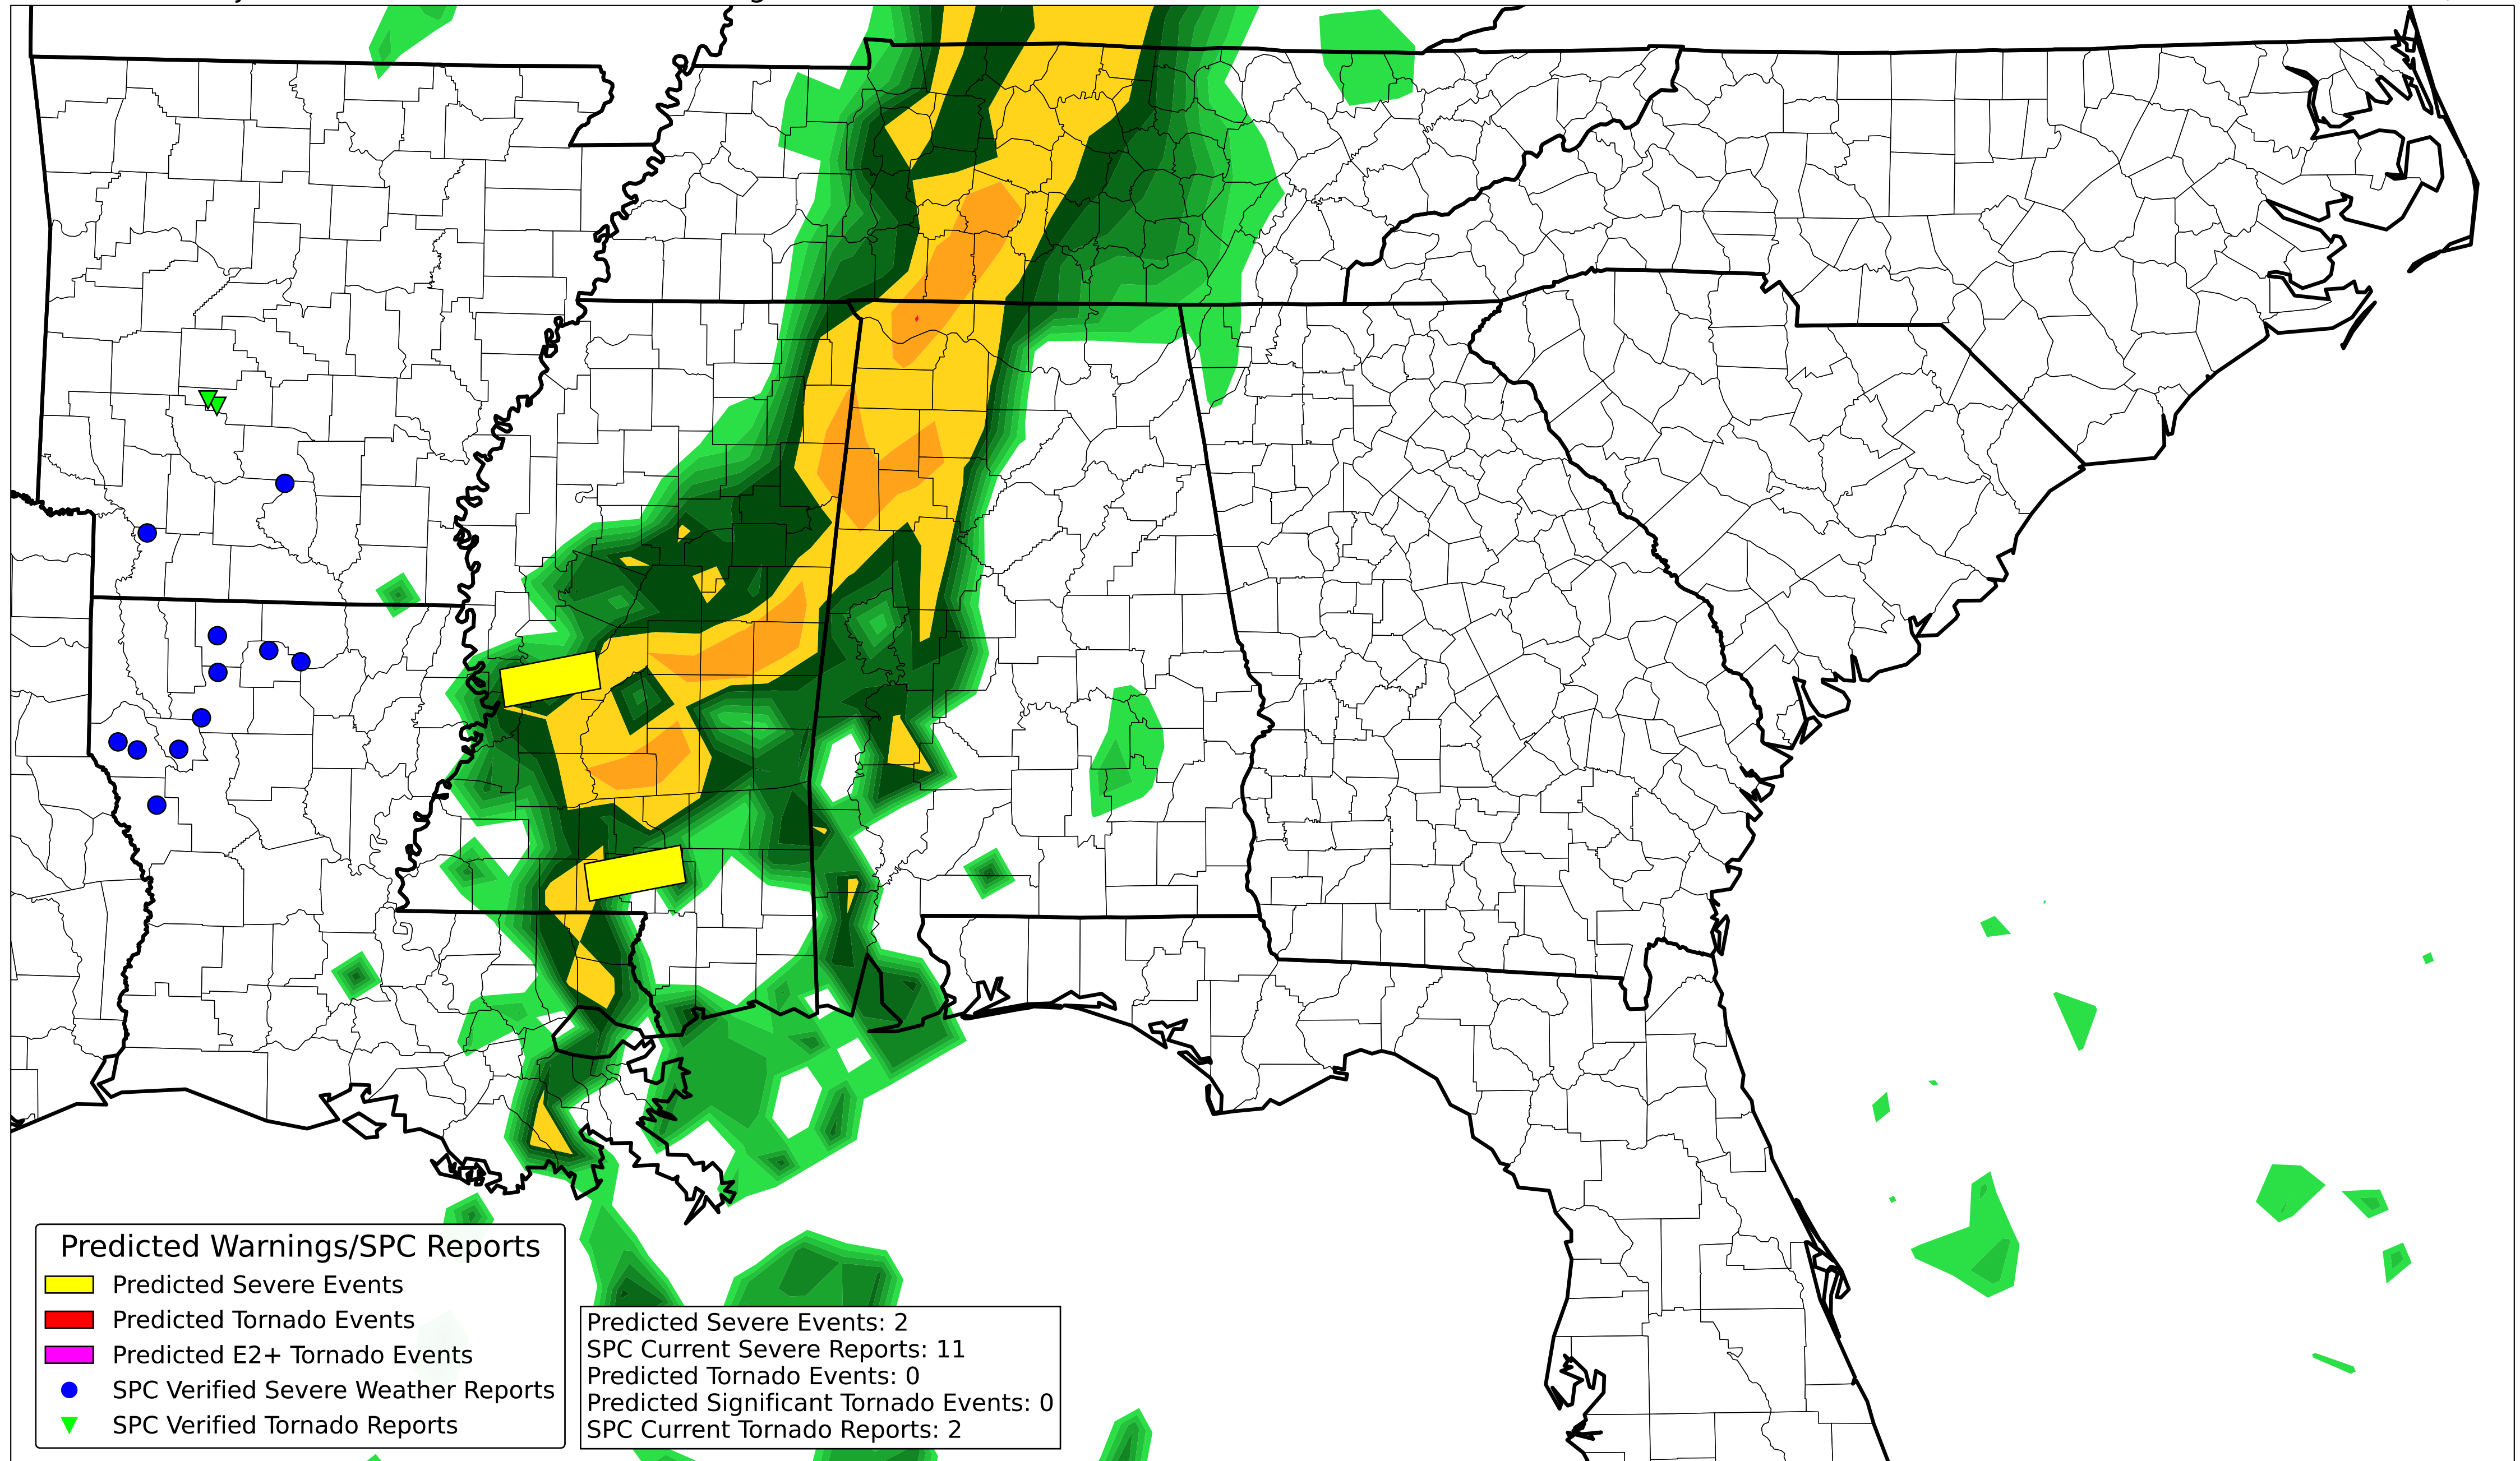 Predicted Warnings/SPC Reports
Predicted Severe Events
Predicted Tornado Events
Predicted E2+ Tornado Events
SPC Verified Severe Weather Reports
SPC Verified Tornado Reports
Predicted Severe Events: 2
SPC Current Severe Reports: 11
Predicted Tornado Events: 0
Predicted Significant Tornado Events: 0
SPC Current Tornado Reports: 2